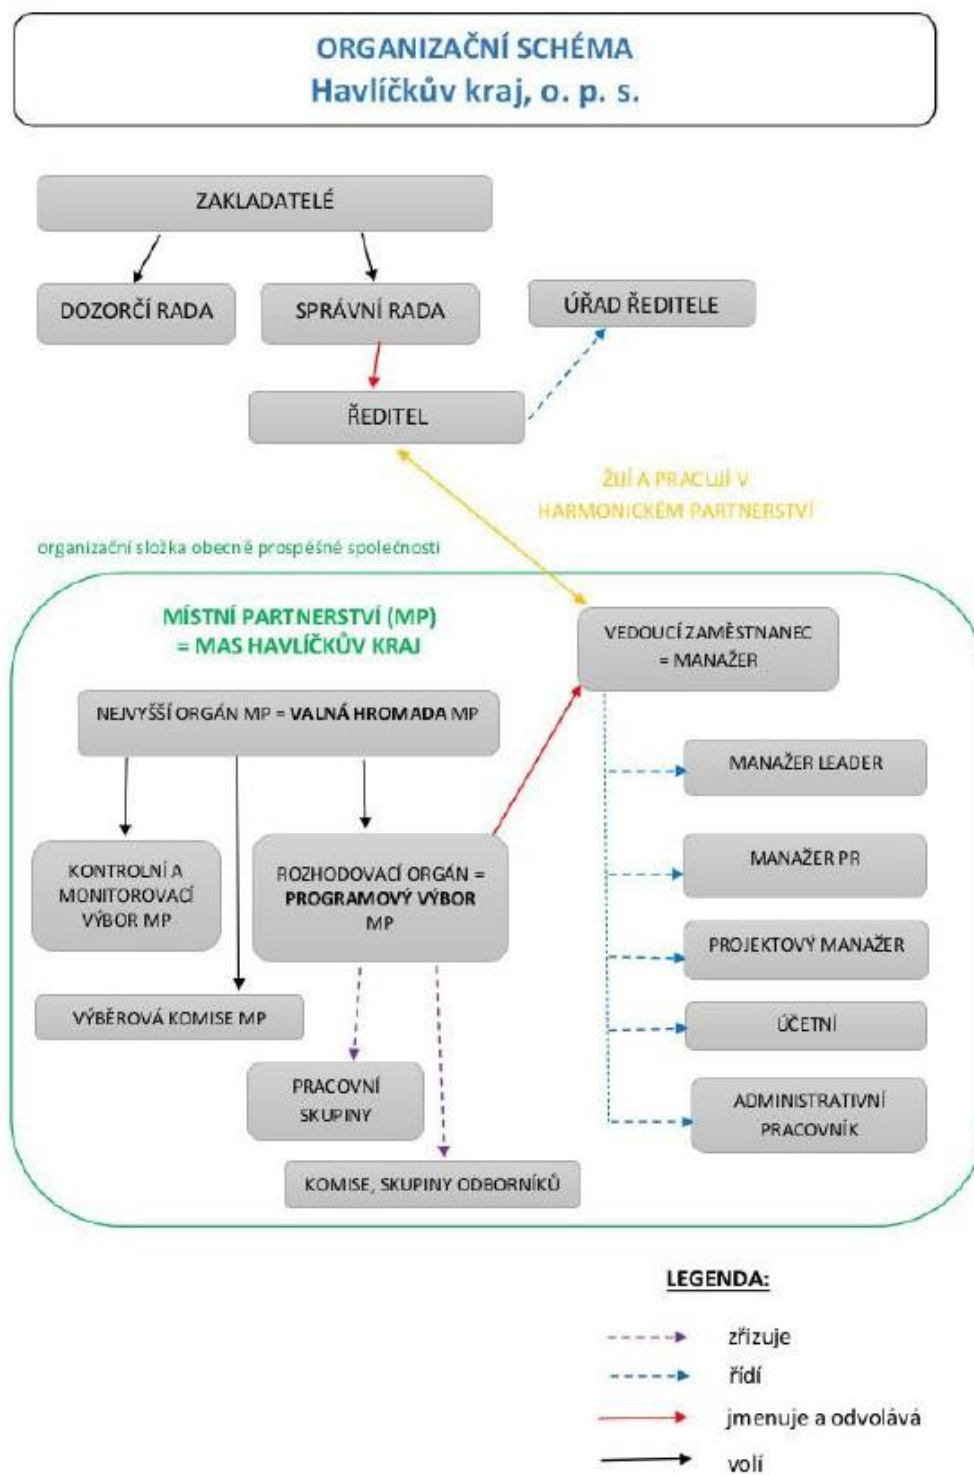 ORGANIZAČNÍ SCHÉMA
Havlíčkův kraj, o. p. s.
ZAKLADATELÉ
DOZORČÍ RADA
SPRÁVNÍ RADA
ÚŘAD ŘEDITELE
ŘEDITEL
ŽIJÍ A PRACUJÍ V
HARMONICKÉM PARTNERSTVÍ
organizační složka obecně prospěšné společnosti
MÍSTNÍ PARTNERSTVÍ (MP)
= MAS HAVLÍČKŮV KRAJ
VEDOUCÍ ZAMĚSTNANEC
= MANAŽER
NEJVYŠŠÍ ORGÁN MP = VALNÁ HROMADA MP
MANAŽER LEADER
KONTROLNÍ A
MONITOROVACÍ
VÝBOR MP
ROZHODOVACÍ ORGÁN =
PROGRAMOVÝ VÝBOR
MP
MANAŽER PR
PROJEKTOVÝ MANAŽER
VÝBĚROVÁ KOMISE MP
ÚČETNÍ
PRACOVNÍ
SKUPINY
ADMINISTRATIVNÍ
PRACOVNÍK
KOMISE, SKUPINY ODBORNÍKŮ
LEGENDA:
zřizuje
řídí
jmenuje a odvolává
volí